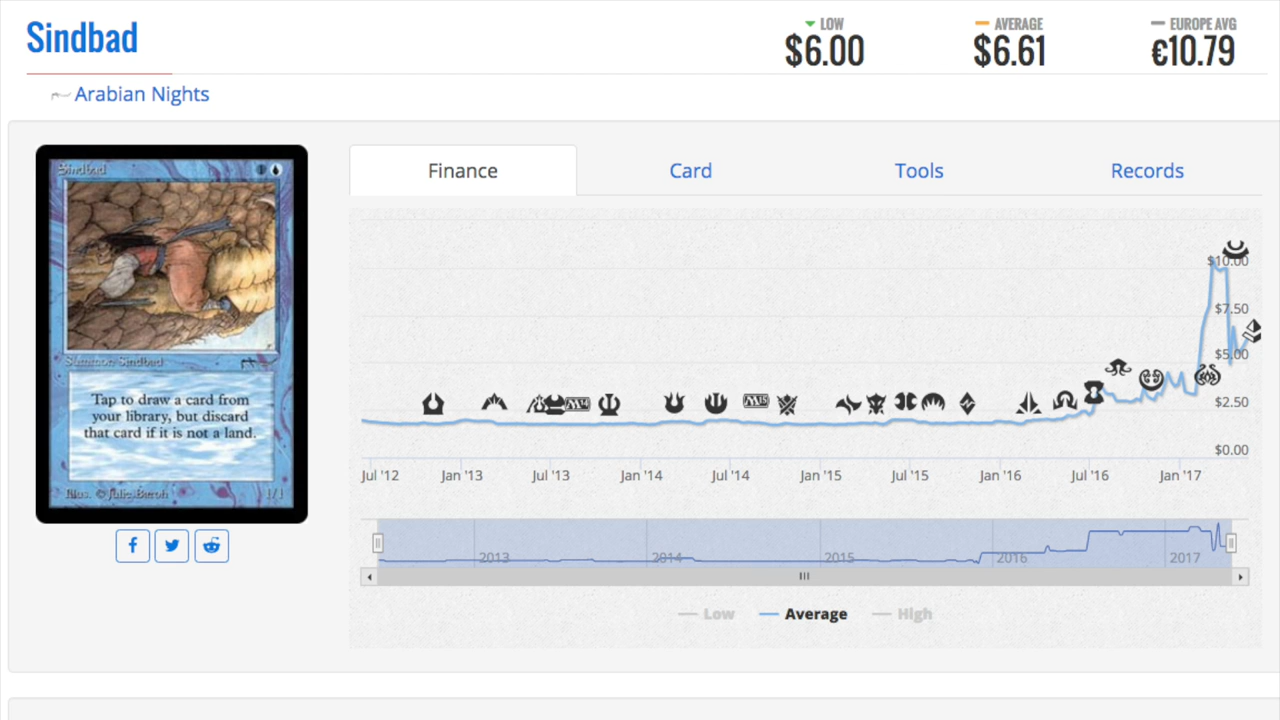 Sindbad
LOW
$6.00
AVERAGE
$6.61
EUROPE AVG
€10.79
Arabian Nights
Sindbad
Summon Sindbad
Tap to draw a card from
your library, but discard
that card if it is not a land.
Illus. © Julie Baroh 1/1
Finance Card Tools Records
$10.00
$7.50
$5.00
$2.50
$0.00
M14
M15
Jul '12 Jan '13 Jul '13 Jan '14 Jul '14 Jan '15 Jul '15 Jan '16 Jul '16 Jan '17
2013 2014 2015 2016 2017
Low Average High